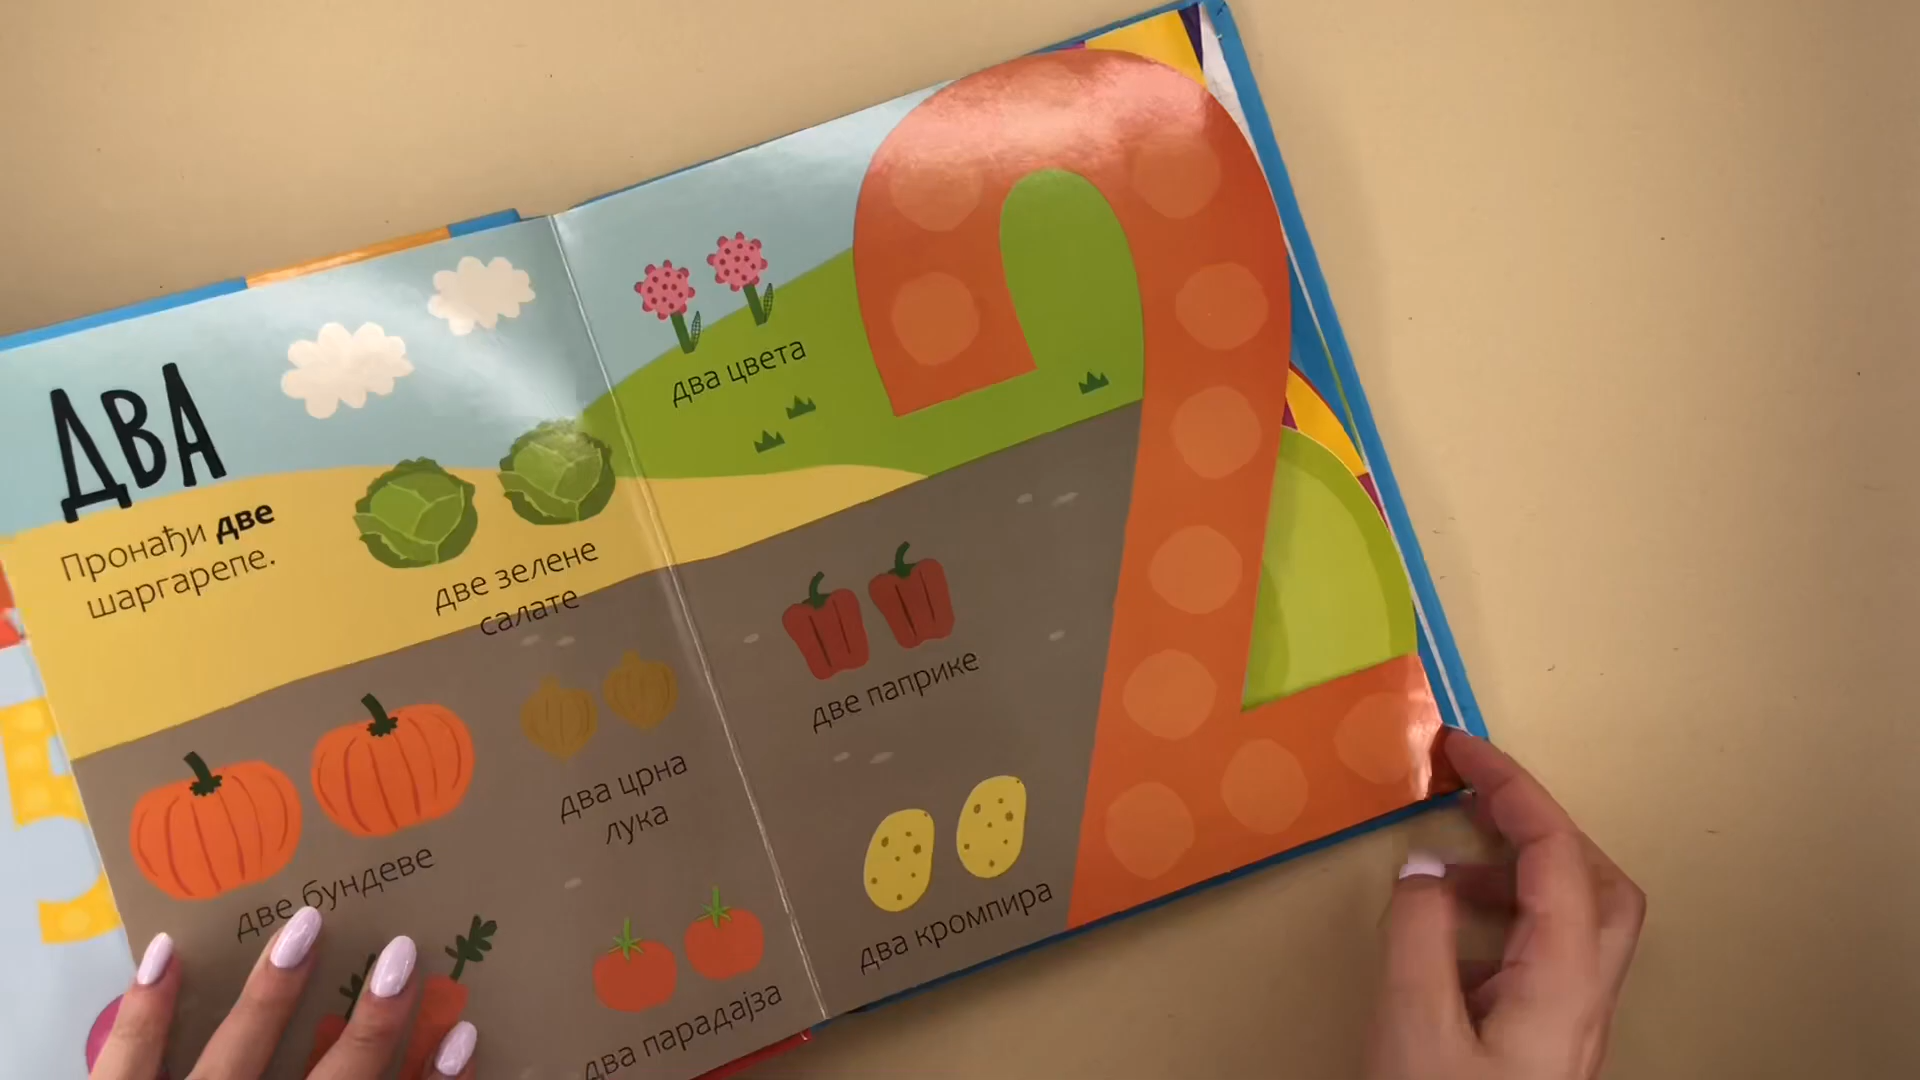 ДВА
Пронађи две
шаргарепе.
две зелене
салате
два цвета
две бундеве
два црна
лука
две паприке
два парадајза
два кромпира
2